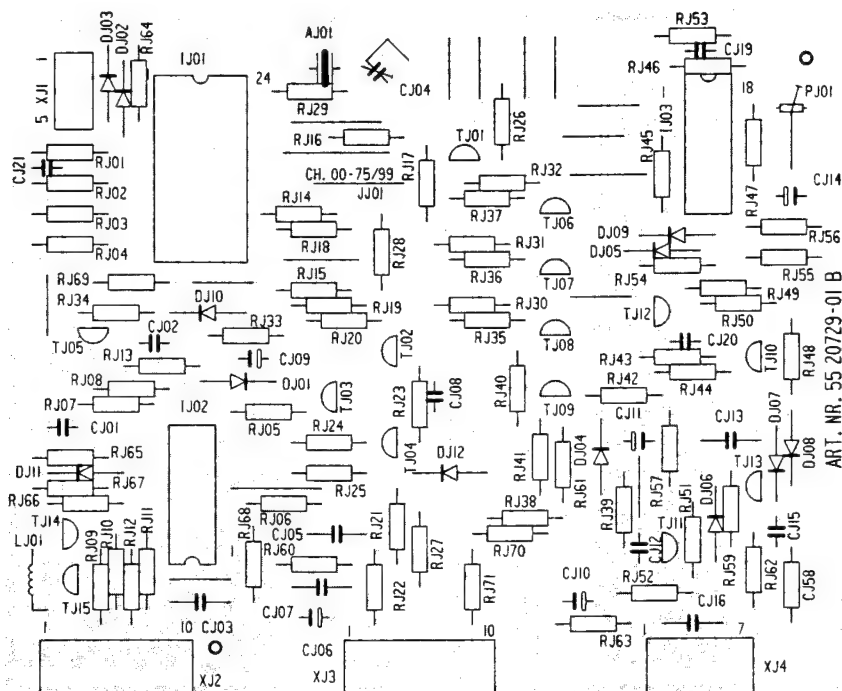 DJ03
DJ02
RJ64
1
XJ1
5
IJ01
24
AJ01
RJ29
CJ04
RJ53
CJ19
RJ46
18
IJ03
PJ01
RJ16
TJ01
RJ26
RJ45
RJ47
CJ21
RJ01
RJ02
RJ03
RJ04
CH. 00-75/99
JJ01
RJ17
RJ32
RJ37
TJ06
CJ14
RJ14
RJ18
RJ28
DJ09
DJ05
RJ56
RJ31
RJ36
RJ54
RJ55
RJ69
RJ15
TJ07
RJ49
RJ34
DJ10
RJ19
RJ30
RJ50
TJ12
TJ05
CJ02
RJ33
RJ20
TJ02
RJ35
TJ08
CJ20
RJ13
CJ09
RJ43
TJ10
RJ48
RJ08
DJ01
TJ03
RJ23
CJ08
RJ40
RJ44
RJ42
RJ07
CJ01
IJ02
RJ05
RJ24
TJ04
TJ09
CJ11
CJ13
DJ07
DJ08
ART. NR. 55 20729-01 B
RJ65
DJ11
RJ67
RJ66
RJ25
DJ12
RJ41
RJ61
DJ04
RJ57
TJ13
TJ14
RJ68
RJ06
CJ05
RJ21
RJ27
RJ38
RJ70
RJ39
RJ51
DJ06
CJ15
LJ01
RJ09
RJ10
RJ12
RJ11
RJ60
CJ12
TJ11
RJ59
RJ62
CJ58
TJ15
1
CJ07
RJ22
RJ71
CJ10
RJ52
CJ16
1
10
CJ03
CJ06
1
10
RJ63
1
7
XJ2
XJ3
XJ4